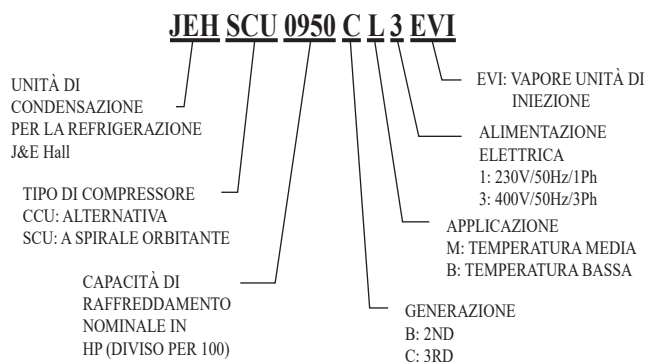 JEH SCU 0950 C L 3 EVI
UNITÀ DI
CONDENSAZIONE
PER LA REFRIGERAZIONE
J&E Hall
TIPO DI COMPRESSORE
CCU: ALTERNATIVA
SCU: A SPIRALE ORBITANTE
CAPACITÀ DI
RAFFREDDAMENTO
NOMINALE IN
HP (DIVISO PER 100)
EVI: VAPORE UNITÀ DI
INIEZIONE
ALIMENTAZIONE
ELETTRICA
1: 230V/50Hz/1Ph
3: 400V/50Hz/3Ph
APPLICAZIONE
M: TEMPERATURA MEDIA
B: TEMPERATURA BASSA
GENERAZIONE
B: 2ND
C: 3RD